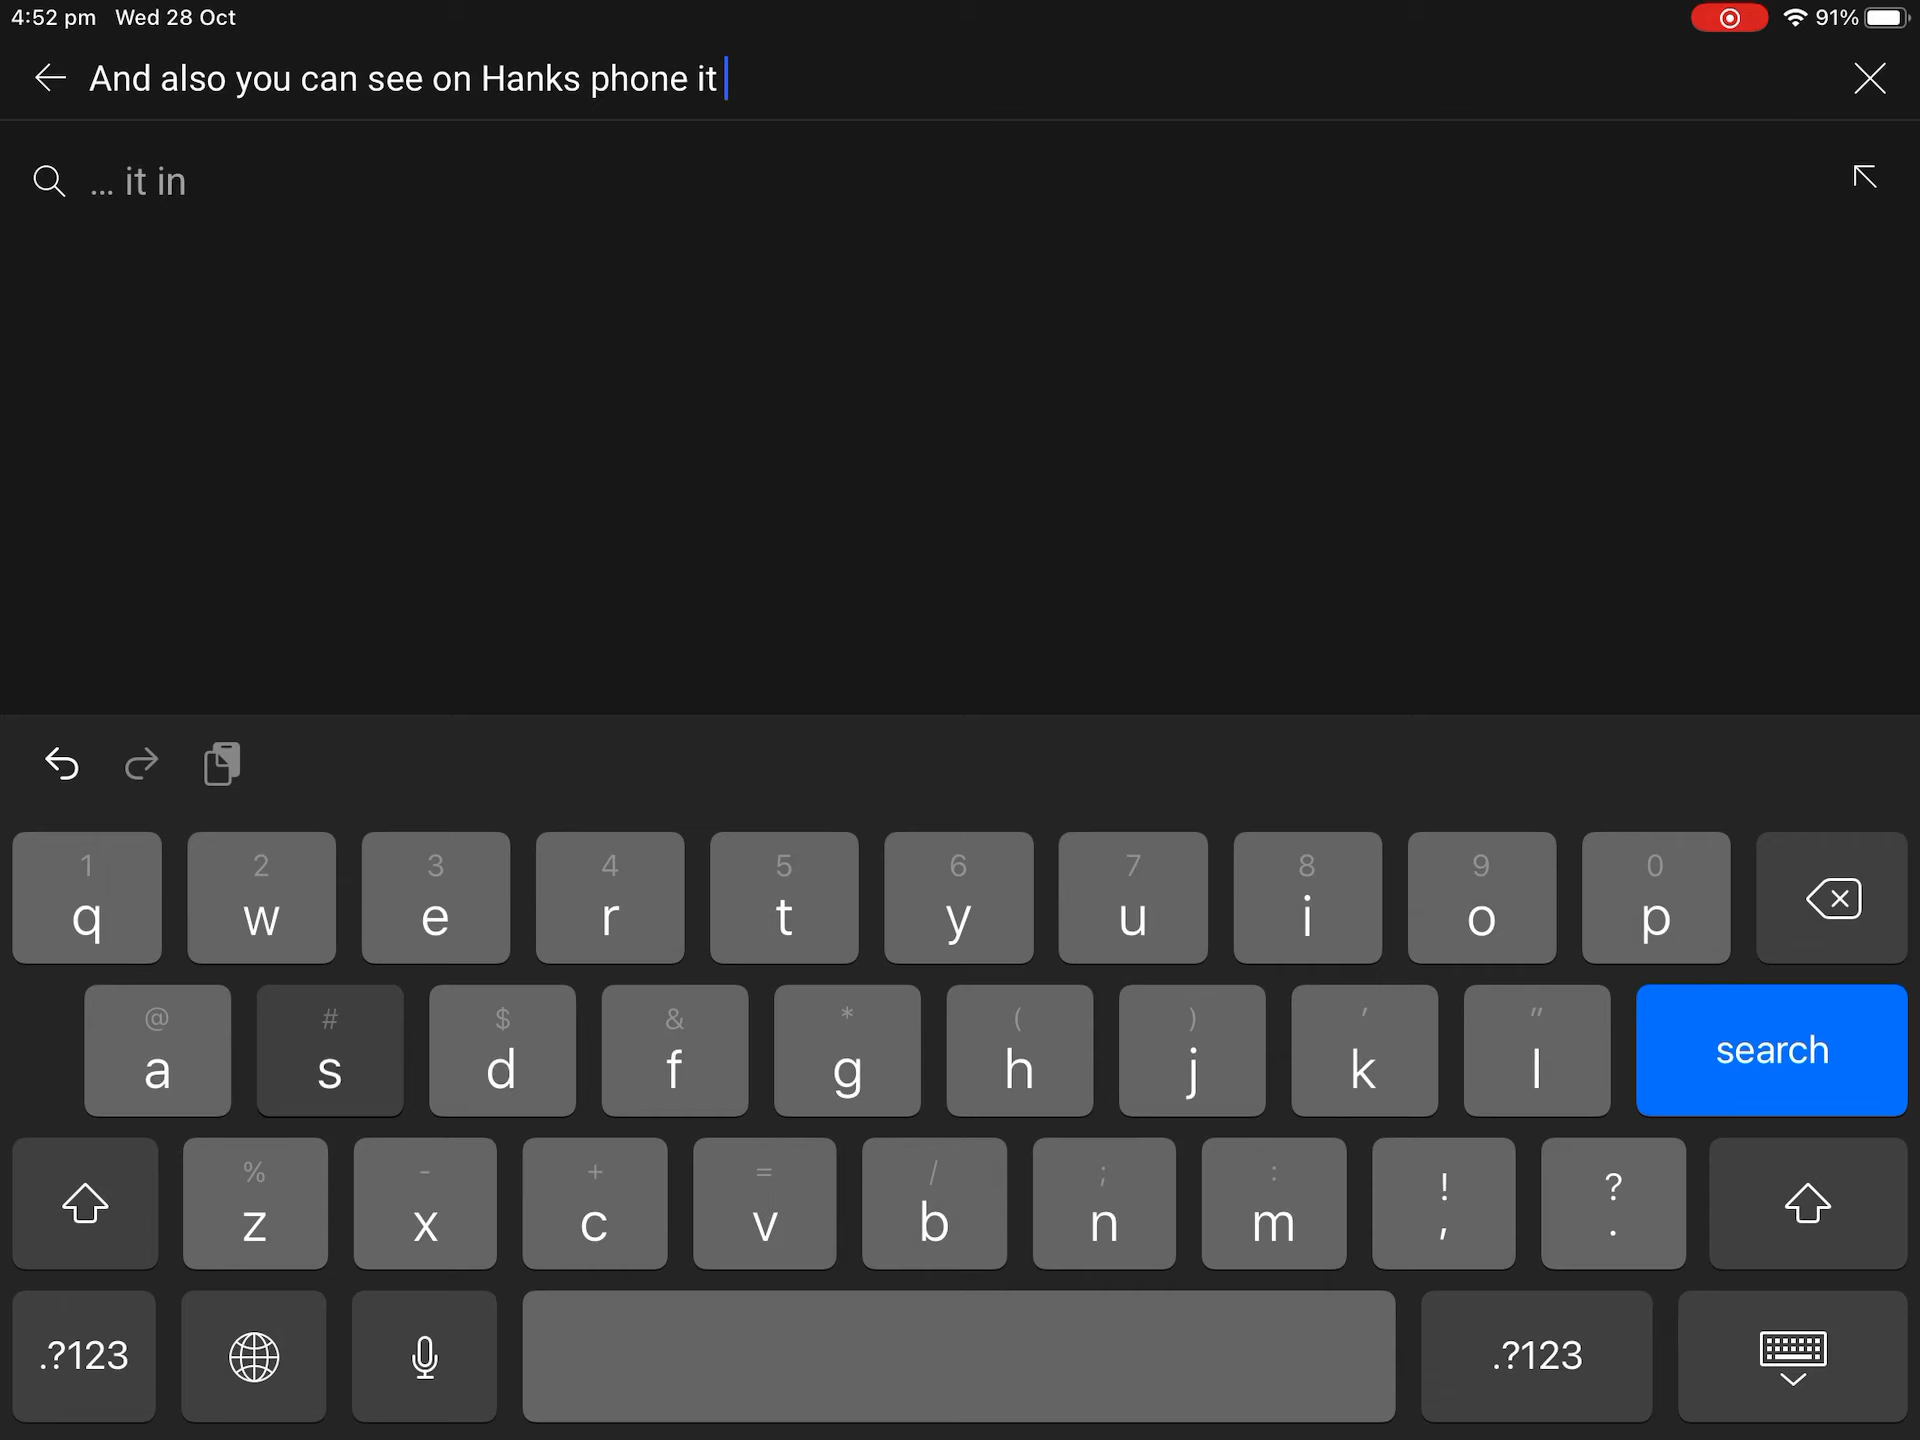 4:52 pm Wed 28 Oct 91%
And also you can see on Hanks phone it
... it in
1 2 3 4 5 6 7 8 9 0
q w e r t y u i o p
@ # $ & * ( ) ' "
a s d f g h j k l search
% - + = / ; : ! ?
z x c v b n m , .
.?123 .?123